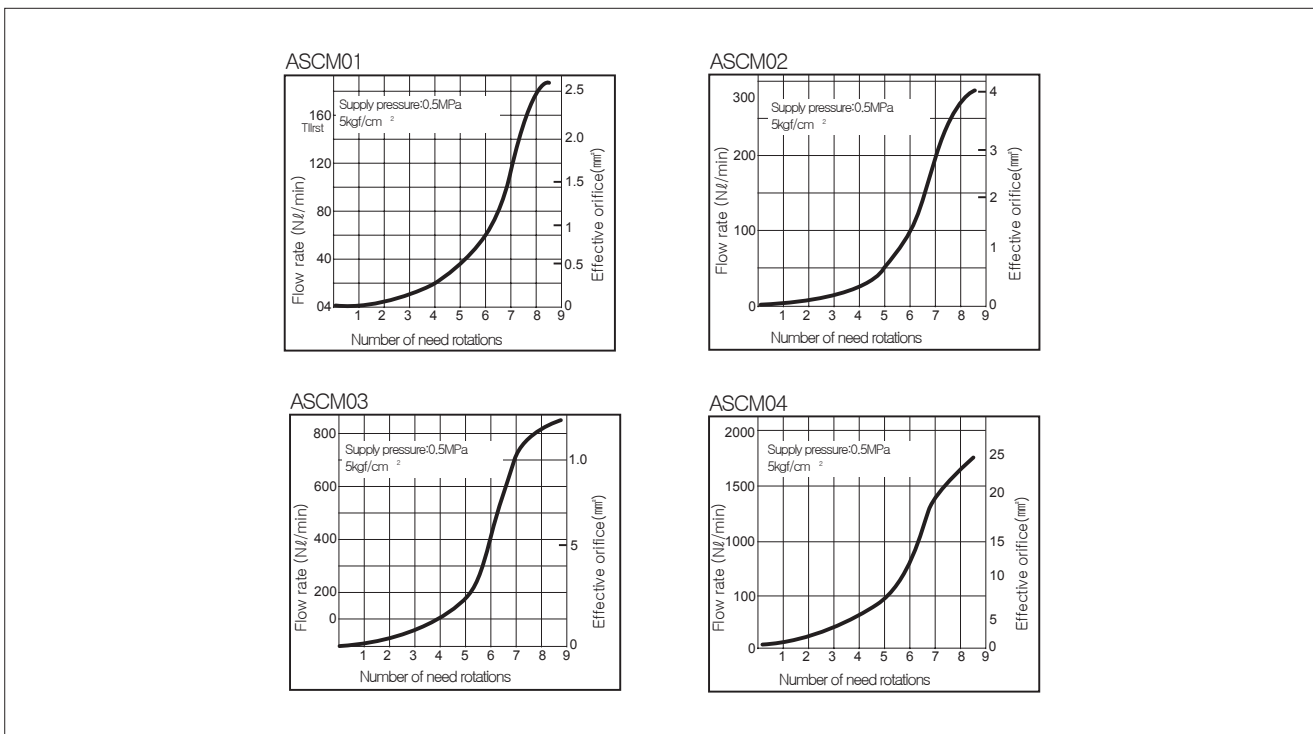 ASCM01
Supply pressure:0.5MPa
5kgf/cm ²
160
Tllrst
120
80
40
04
2.5
2.0
1.5
1
0.5
0
1 2 3 4 5 6 7 8 9
Flow rate (Nℓ/min)
Effective orifice(㎟)
Number of need rotations
ASCM02
Supply pressure:0.5MPa
5kgf/cm ²
300
200
100
0
4
3
2
1
0
1 2 3 4 5 6 7 8 9
Flow rate (Nℓ/min)
Effective orifice(㎟)
Number of need rotations
ASCM03
Supply pressure:0.5MPa
5kgf/cm ²
800
600
400
200
0
1.0
5
0
1 2 3 4 5 6 7 8 9
Flow rate (Nℓ/min)
Effective orifice(㎟)
Number of need rotations
ASCM04
Supply pressure:0.5MPa
5kgf/cm ²
2000
1500
1000
100
0
25
20
15
10
5
0
1 2 3 4 5 6 7 8 9
Flow rate (Nℓ/min)
Effective orifice(㎟)
Number of need rotations